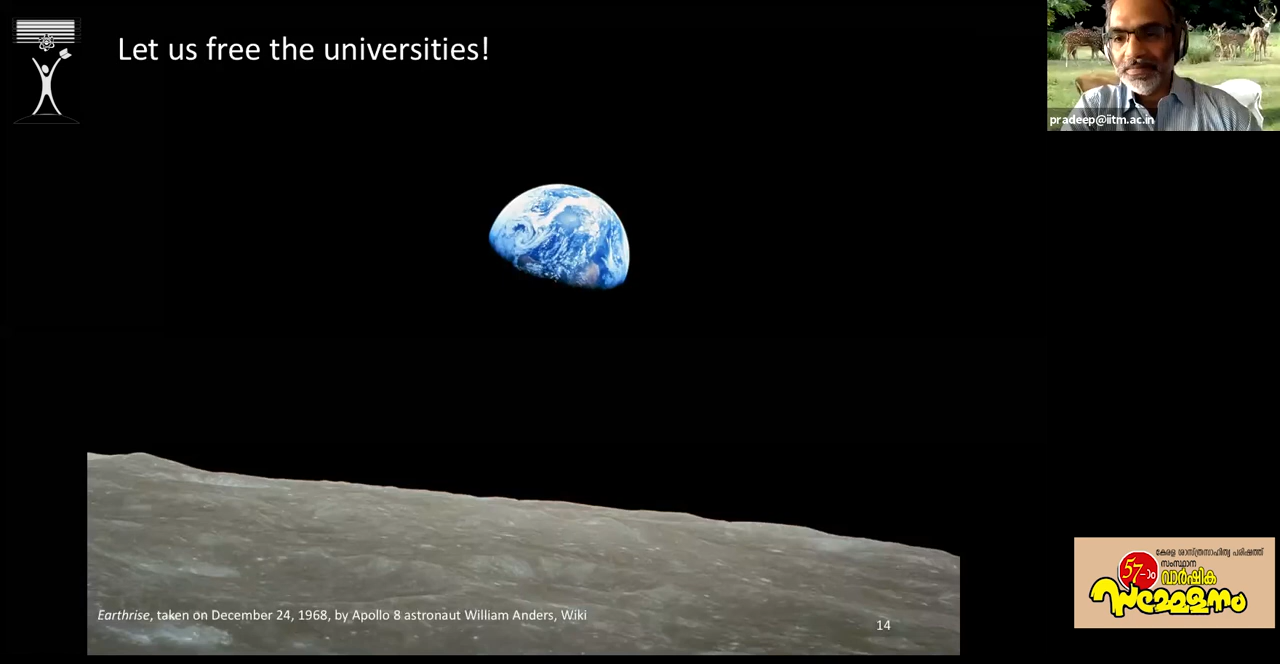 Let us free the universities!
pradeep@iitm.ac.in
Earthrise, taken on December 24, 1968, by Apollo 8 astronaut William Anders, Wiki
14
കേരള ശാസ്ത്രസാഹിത്യ പരിഷത്ത്
57-ാം സംസ്ഥാന
വാർഷിക
സമ്മേളനം